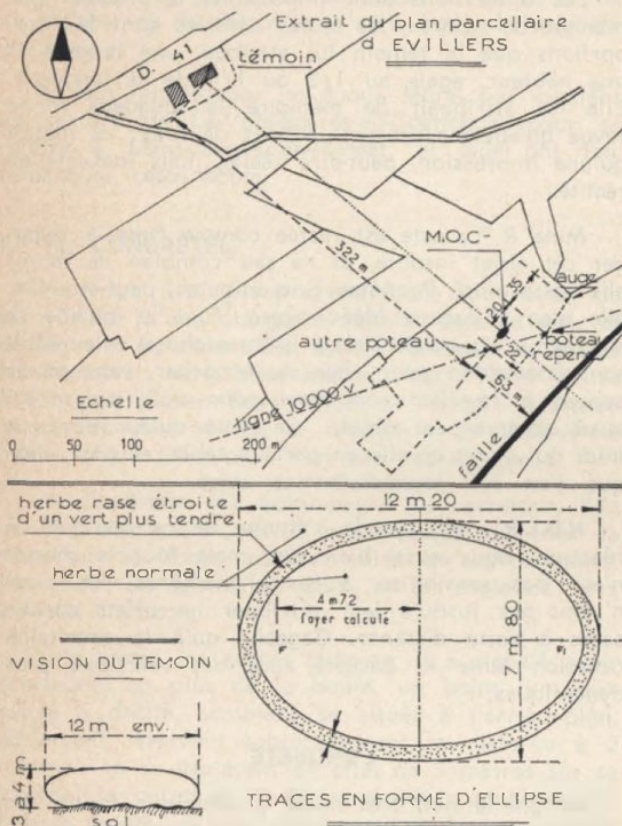 Extrait du plan parcellaire
d EVILLERS
D. 41
témoin
322 m
M.O.C
20
35
auge
autre poteau
22
poteau
repère
63 m
ligne 10000 v
faille
Echelle
0 50 100 200 m
herbe rase étroite
d'un vert plus tendre
12 m 20
herbe normale
4 m 72
foyer calculé
7 m 80
VISION DU TEMOIN
12 m env.
3 à 4 m
sol
TRACES EN FORME D'ELLIPSE